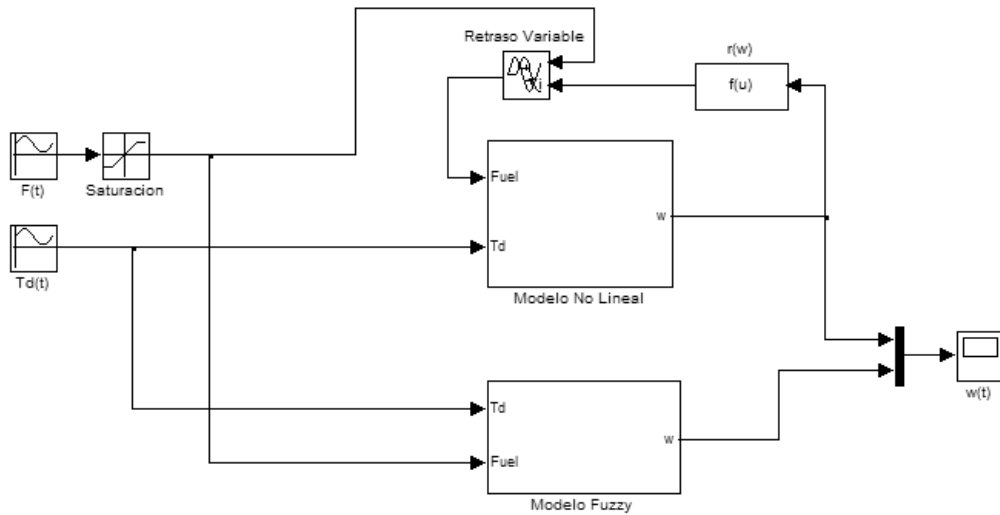 Retraso Variable
r(w)
f(u)
F(t)
Saturacion
Fuel
w
Td
Td(t)
Modelo No Lineal
w(t)
Td
w
Fuel
Modelo Fuzzy